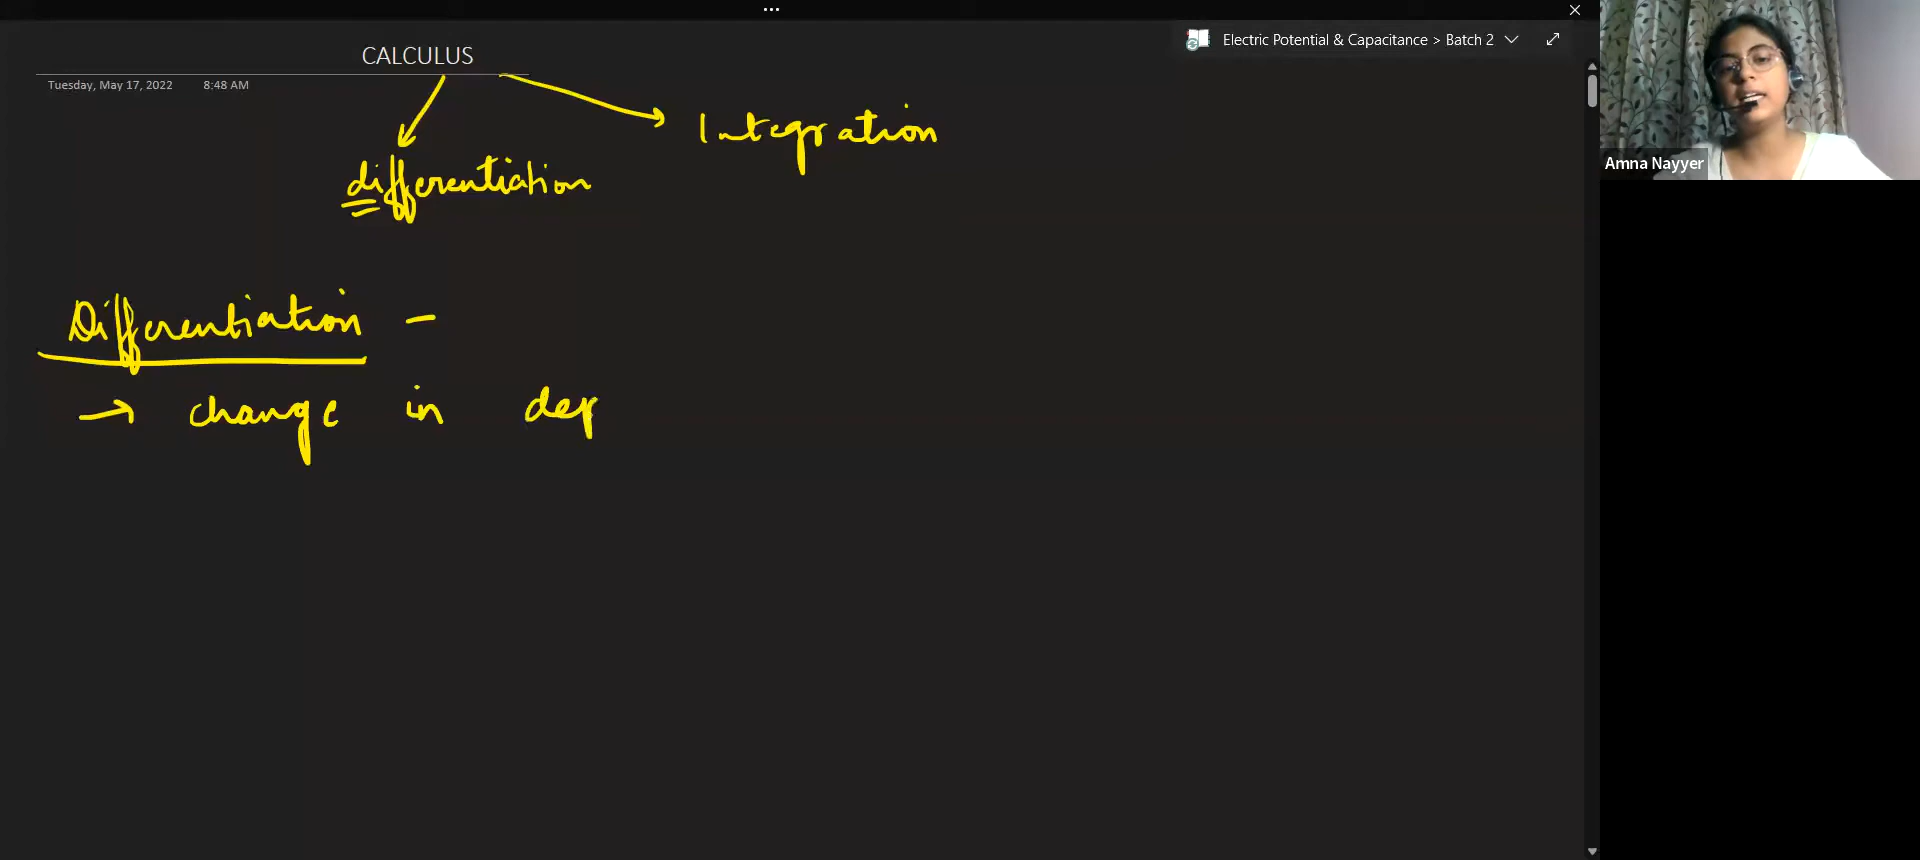 Electric Potential & Capacitance > Batch 2
CALCULUS
Tuesday, May 17, 2022 8:48 AM
Integration
differentiation
Amna Nayyer
Differentiation -
→ change in dep